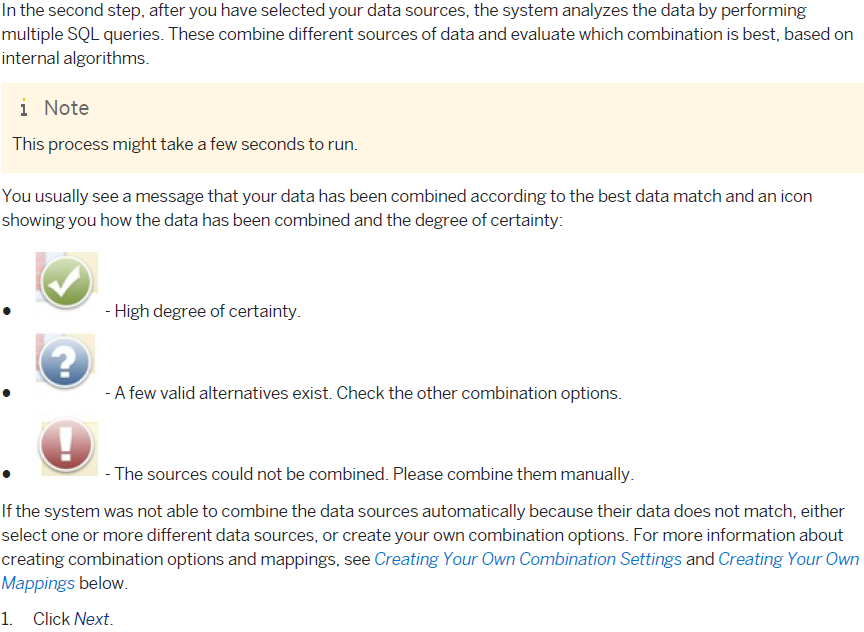 In the second step, after you have selected your data sources, the system analyzes the data by performing
multiple SQL queries. These combine different sources of data and evaluate which combination is best, based on
internal algorithms.
i Note
This process might take a few seconds to run.
You usually see a message that your data has been combined according to the best data match and an icon
showing you how the data has been combined and the degree of certainty:
● - High degree of certainty.
● ? - A few valid alternatives exist. Check the other combination options.
● ! - The sources could not be combined. Please combine them manually.
If the system was not able to combine the data sources automatically because their data does not match, either
select one or more different data sources, or create your own combination options. For more information about
creating combination options and mappings, see Creating Your Own Combination Settings and Creating Your Own
Mappings below.
1. Click Next.